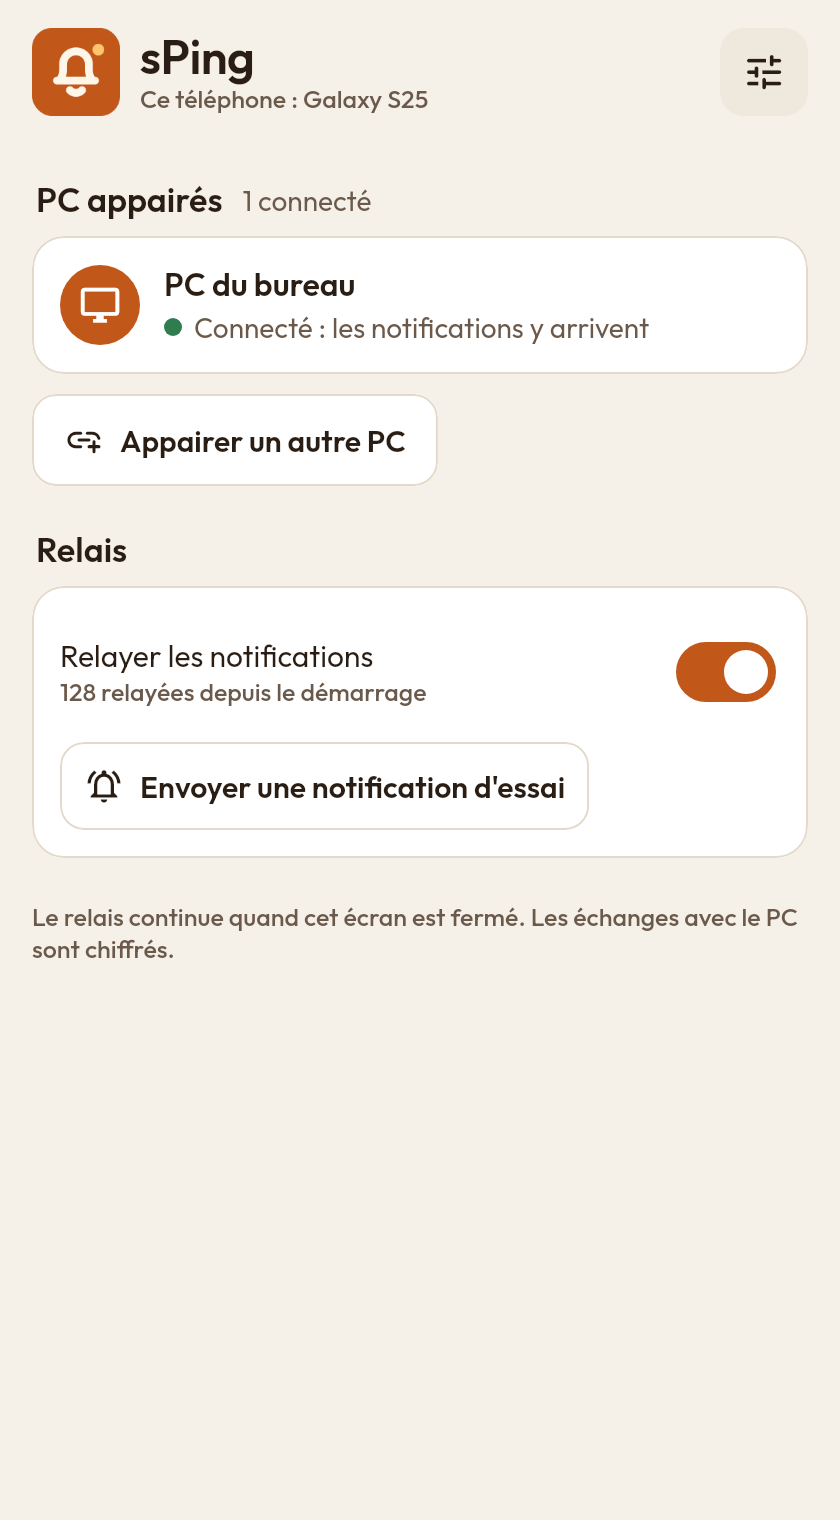 sPing
Ce téléphone : Galaxy S25
PC appairés 1 connecté
PC du bureau
Connecté : les notifications y arrivent
Appairer un autre PC
Relais
Relayer les notifications
128 relayées depuis le démarrage
Envoyer une notification d'essai
Le relais continue quand cet écran est fermé. Les échanges avec le PC
sont chiffrés.